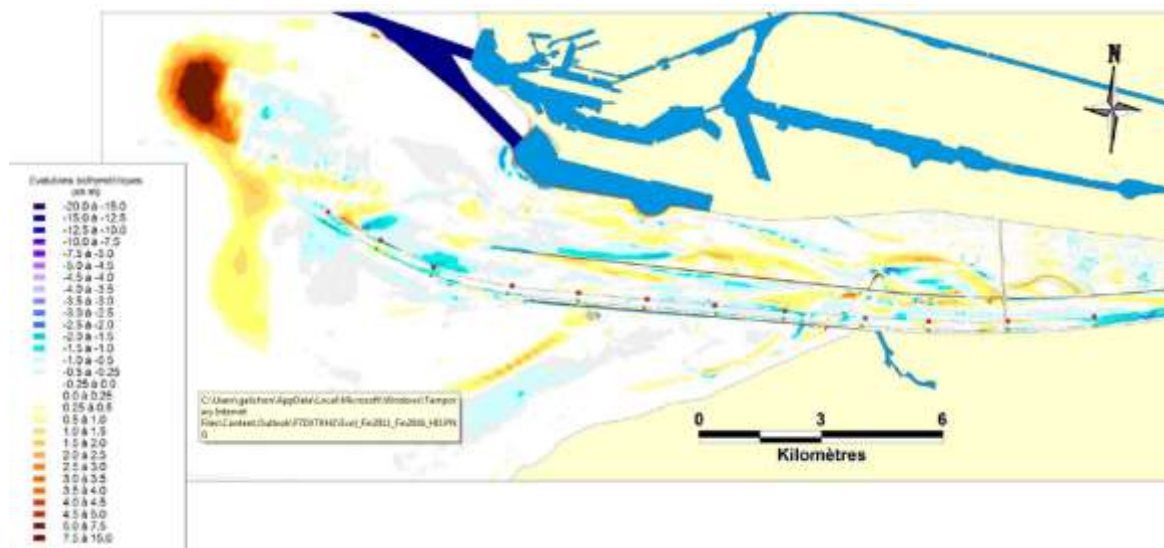 N
Evolutions bathymétriques
(en m)
-20.0 à -15.0
-15.0 à -12.5
-12.5 à -10.0
-10.0 à -7.5
-7.5 à -5.0
-5.0 à -4.5
-4.5 à -4.0
-4.0 à -3.5
-3.5 à -3.0
-3.0 à -2.5
-2.5 à -2.0
-2.0 à -1.5
-1.5 à -1.0
-1.0 à -0.5
-0.5 à -0.25
-0.25 à 0.0
0.0 à 0.25
0.25 à 0.5
0.5 à 1.0
1.0 à 1.5
1.5 à 2.0
2.0 à 2.5
2.5 à 3.0
3.0 à 3.5
3.5 à 4.0
4.0 à 4.5
4.5 à 5.0
5.0 à 7.5
7.5 à 15.0
ary Internet
0 3 6
Kilomètres